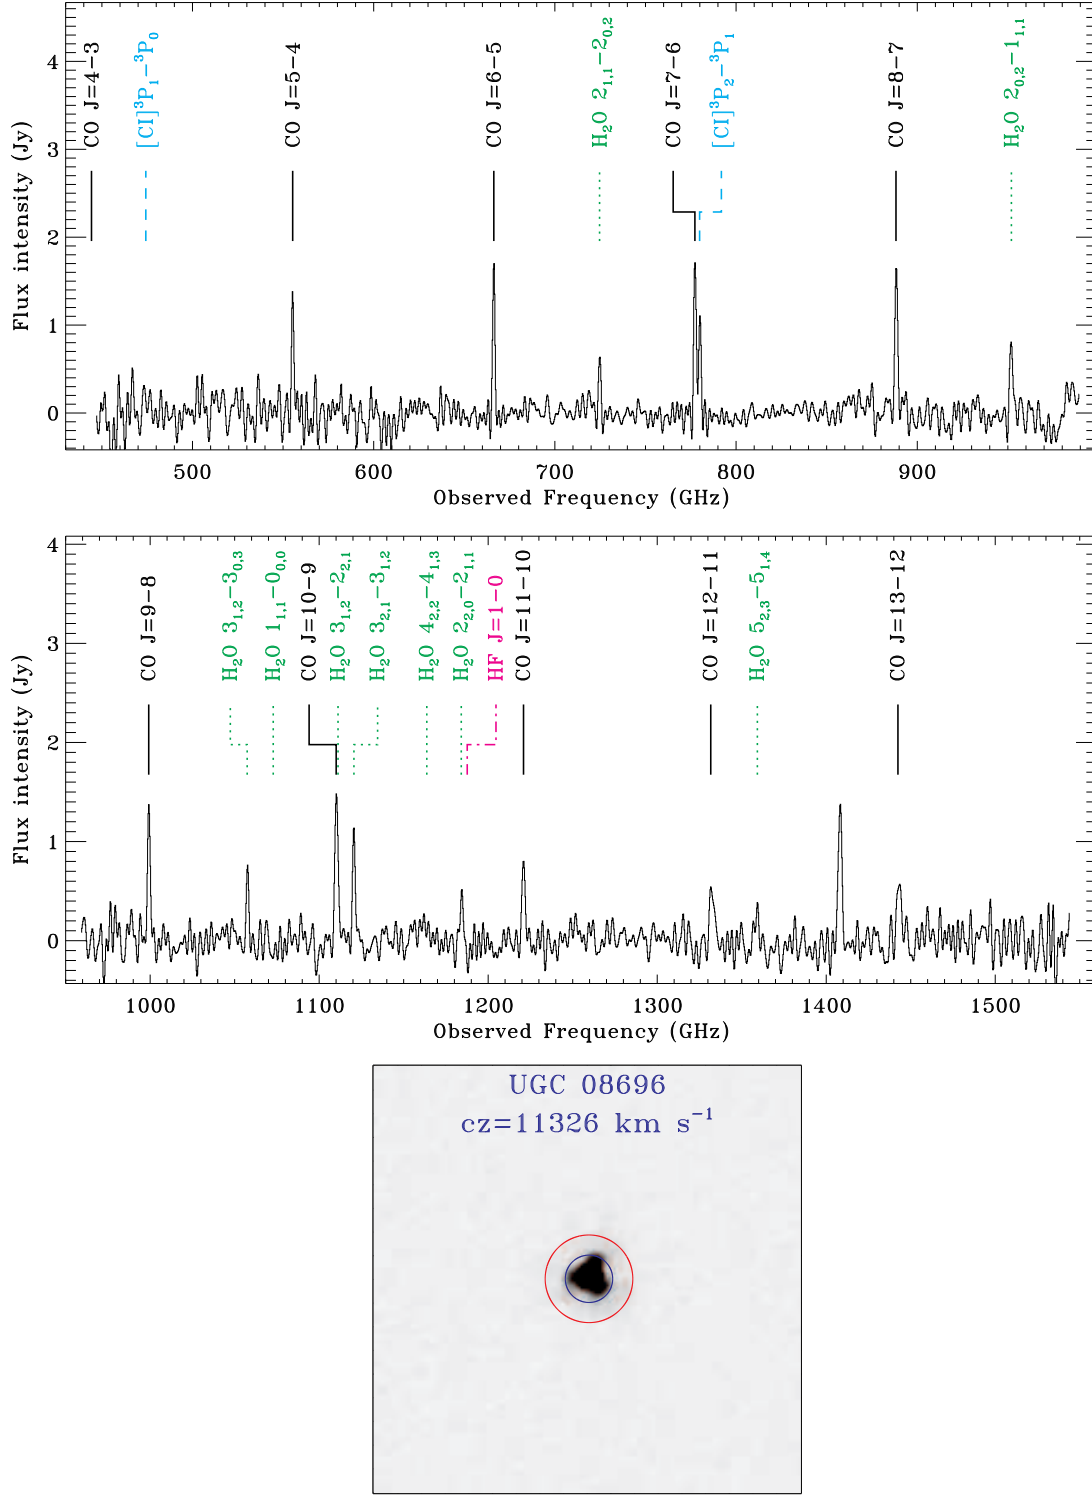 Flux intensity (Jy)
4
3
2
1
0
CO J=4−3
[CI]³P₁−³P₀
CO J=5−4
CO J=6−5
H₂O 2₁,₁−2₀,₂
CO J=7−6
[CI]³P₂−³P₁
CO J=8−7
H₂O 2₀,₂−1₁,₁
500 600 700 800 900
Observed Frequency (GHz)
Flux intensity (Jy)
4
3
2
1
0
CO J=9−8
H₂O 3₁,₂−3₀,₃
H₂O 1₁,₁−0₀,₀
CO J=10−9
H₂O 3₁,₂−2₂,₁
H₂O 3₂,₁−3₁,₂
H₂O 4₂,₂−4₁,₃
H₂O 2₂,₀−2₁,₁
HF J=1−0
CO J=11−10
CO J=12−11
H₂O 5₂,₃−5₁,₄
CO J=13−12
1000 1100 1200 1300 1400 1500
Observed Frequency (GHz)
UGC 08696
cz=11326 km s⁻¹